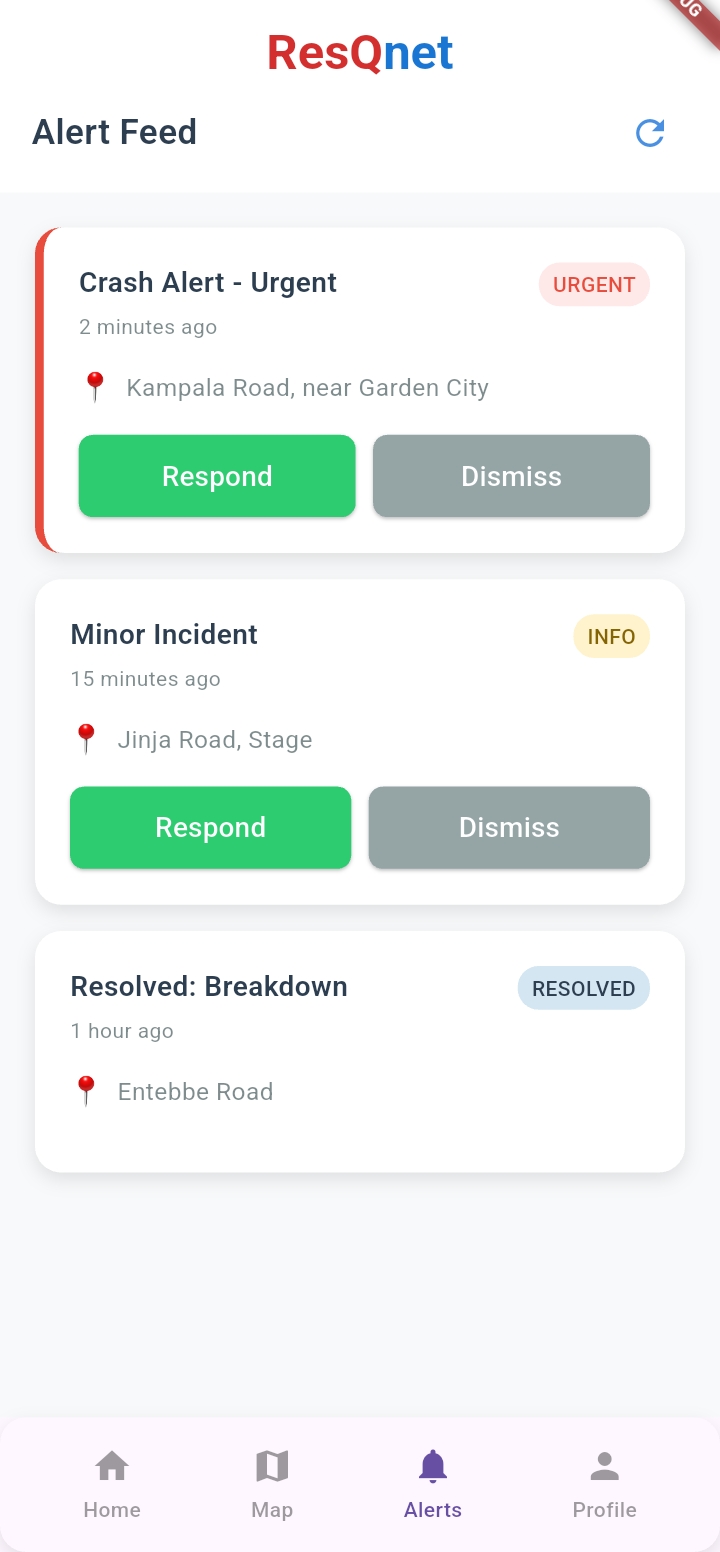 ResQnet
Alert Feed
Crash Alert - Urgent
URGENT
2 minutes ago
Kampala Road, near Garden City
Respond
Dismiss
Minor Incident
INFO
15 minutes ago
Jinja Road, Stage
Respond
Dismiss
Resolved: Breakdown
RESOLVED
1 hour ago
Entebbe Road
Home
Map
Alerts
Profile